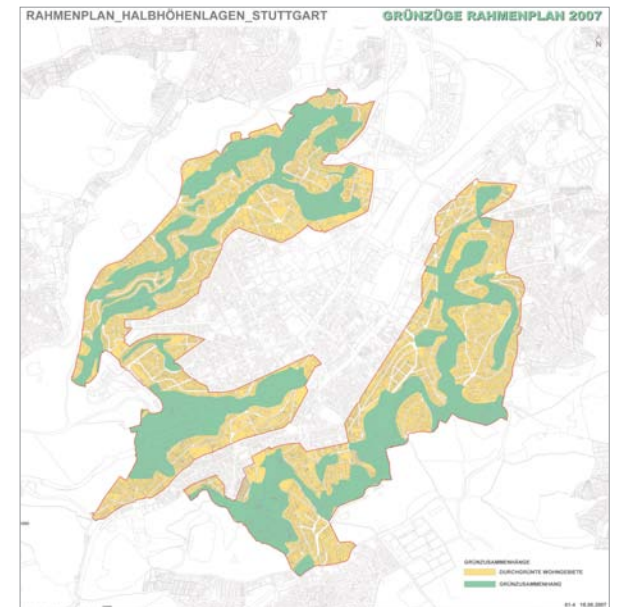 RAHMENPLAN_HALBHÖHENLAGEN_STUTTGART
GRÜNZÜGE RAHMENPLAN 2007
N
GRÜNZUSAMMENHÄNGE
DURCHGRÜNTE WOHNGEBIETE
GRÜNZUSAMMENHANG